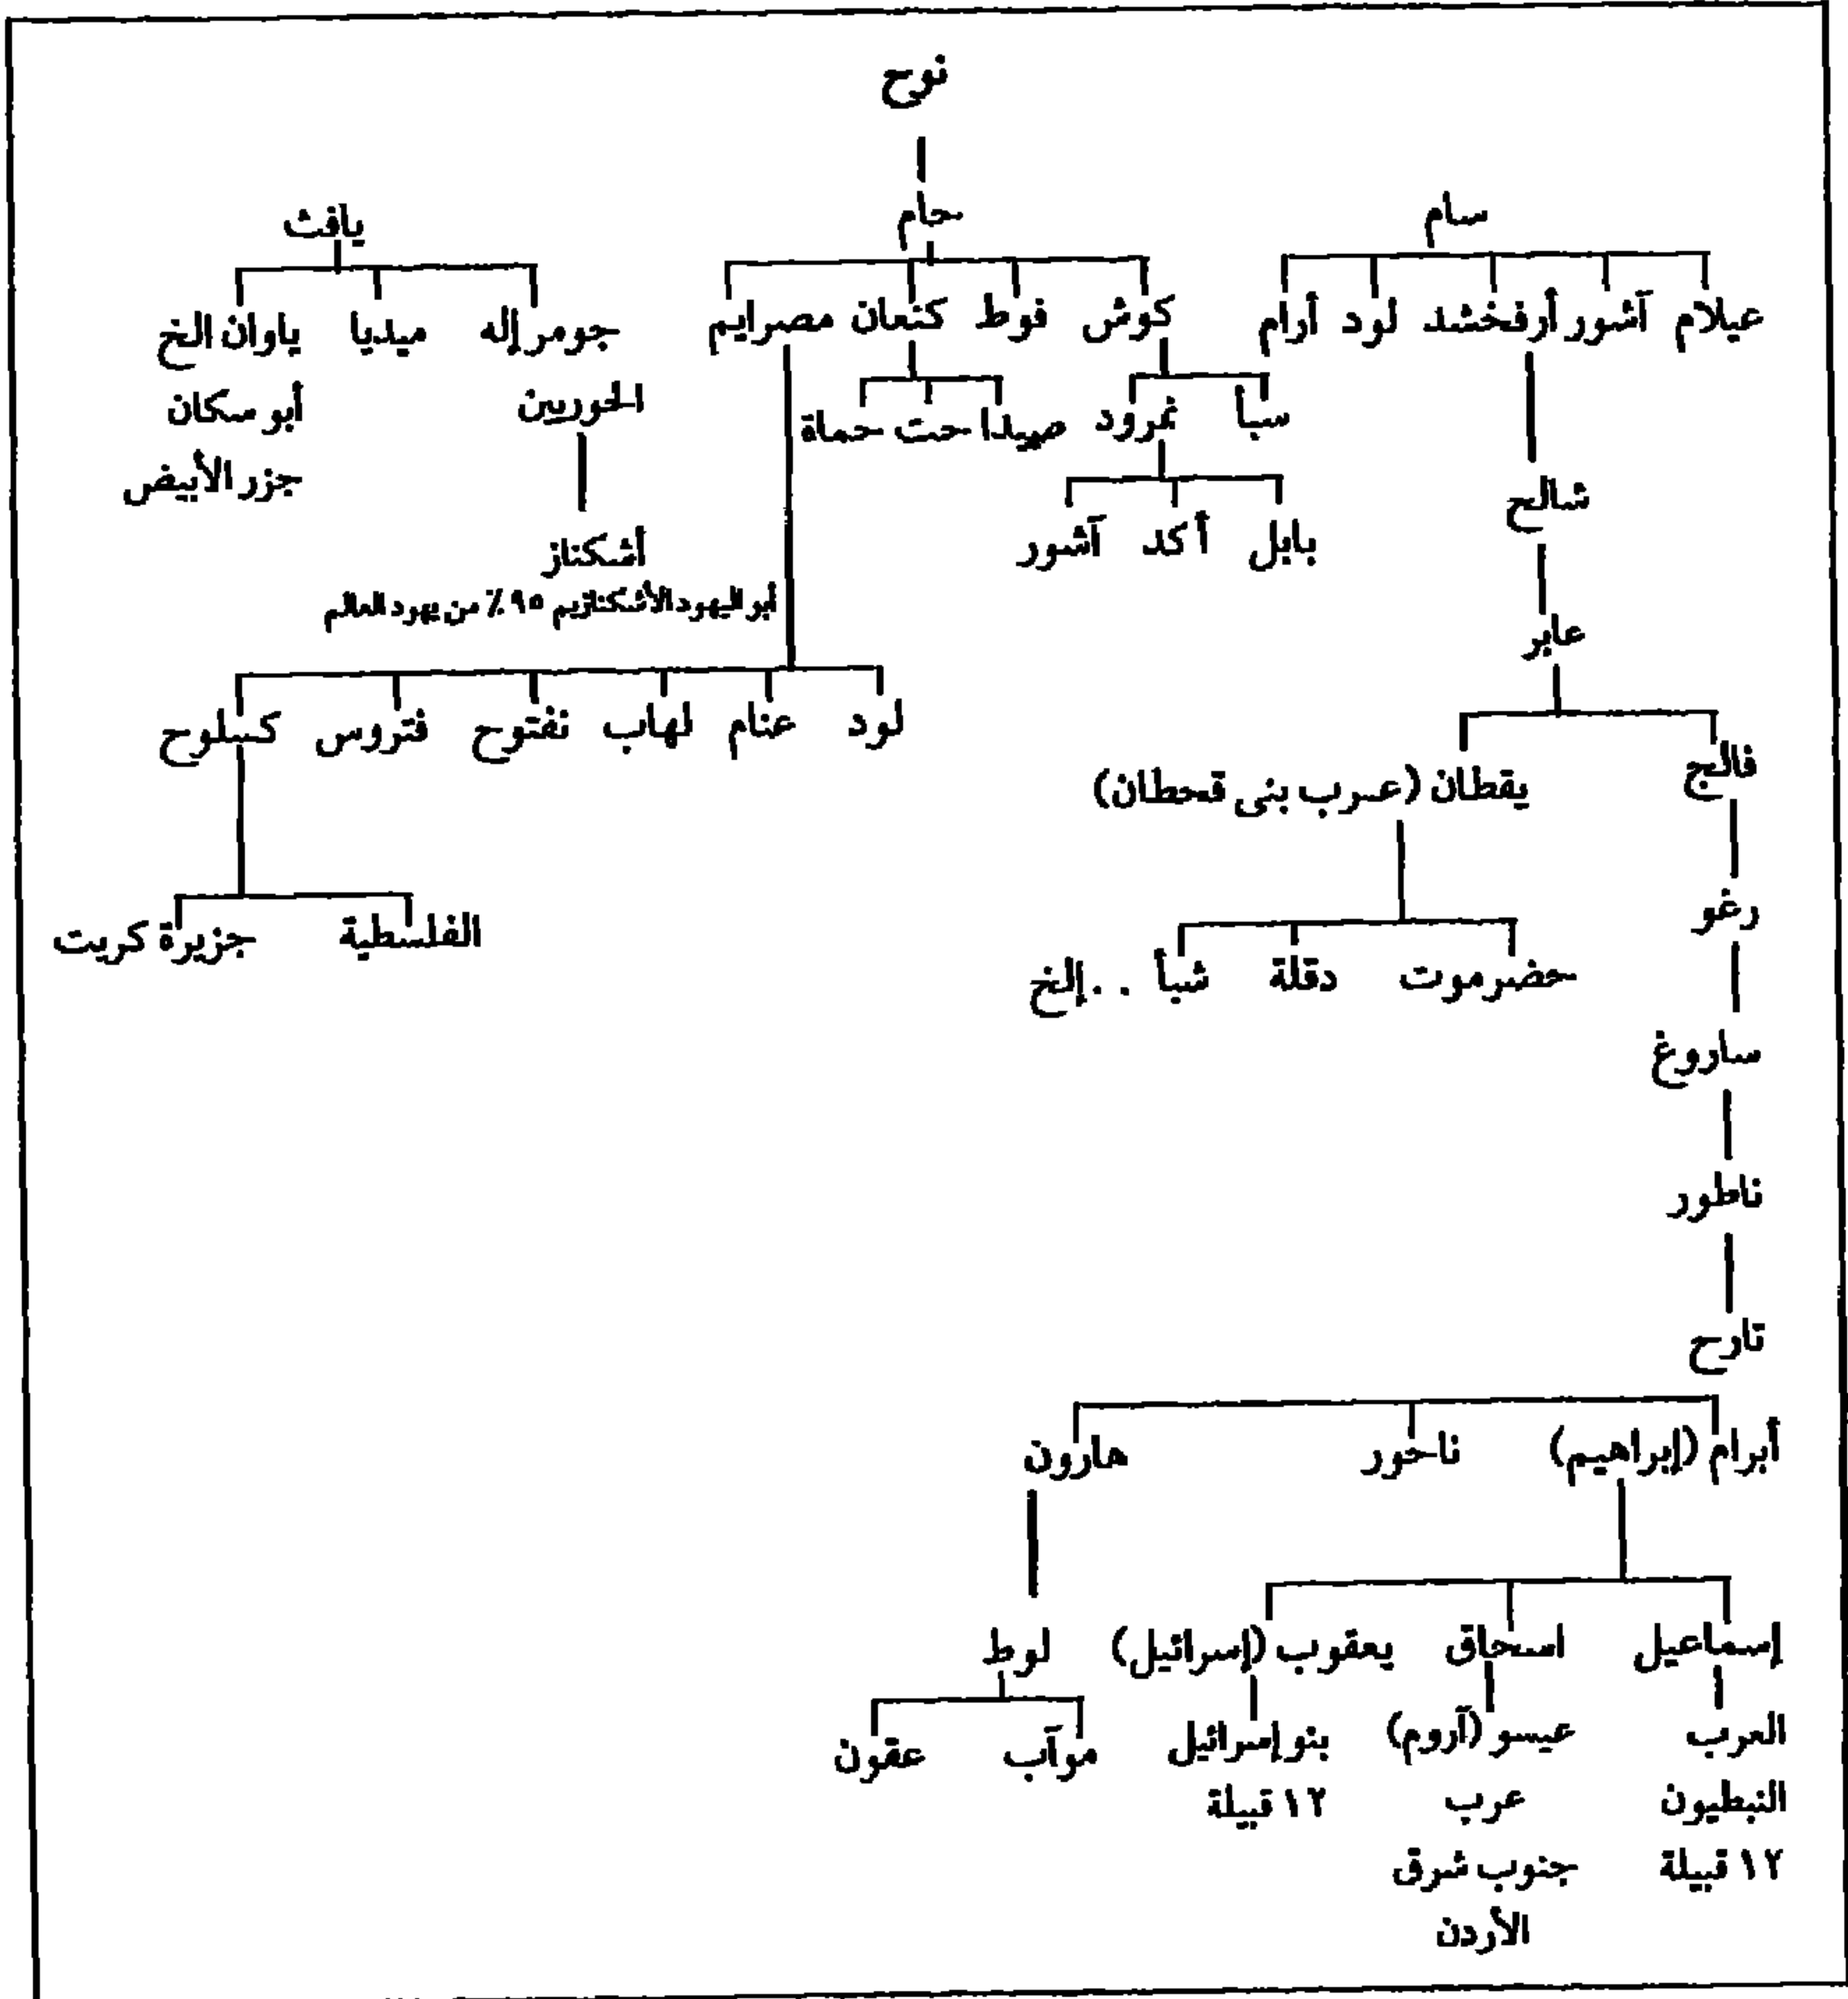 نوح
سام حام يافث
عيلام آشور أرفخشد لود أرام كوش فوط كنعان مصرايم جومر إله ميديا ياوان الخ
الحوريين أبو سكان
سبأ نمرود صيدا حت حماة
جزر الأبيض
شالح
بابل أكد آشور أشكناز
أبو اليهود الأشكنازيم ٩٥٪ من يهود العالم
عابر
لود عنام لهاب نفتوح فتروس كسلوح
فالج
يقطان (عرب بنى قحطان)
رغو
الفلسطية جزيرة كريت
حضرموت دقلة شبأ . . إلخ
ساروغ
ناطور
تارح
أبرام (إبراهيم) ناحور هارون
إسماعيل اسحاق يعقوب (إسرائيل) لوط
العرب عيسو (آروم) بنو إسرائيل موآب عقون
النبطيون عرب ١٢ قبيلة
١٢ قبيلة جنوب شرق
الأردن